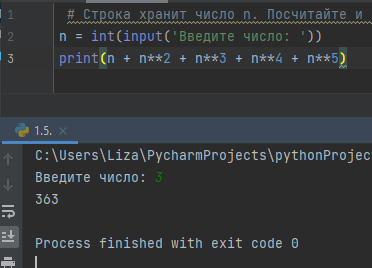 1 # Строка хранит число n. Посчитайте и
2 n = int(input('Введите число: '))
3 print(n + n**2 + n**3 + n**4 + n**5)
1.5. ×
C:\Users\Liza\PycharmProjects\pythonProjec
Введите число: 3
363
Process finished with exit code 0